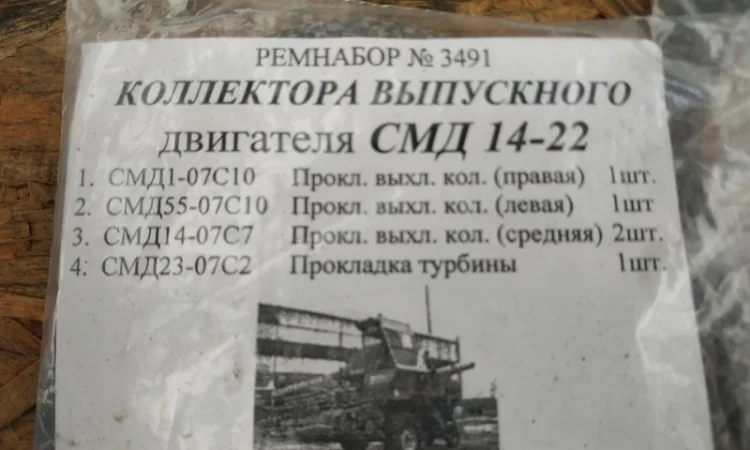 РЕМНАБОР № 3491
КОЛЛЕКТОРА ВЫПУСКНОГО
двигателя СМД 14-22
1. СМД1-07С10 Прокл. выхл. кол. (правая) 1шт.
2. СМД55-07С10 Прокл. выхл. кол. (левая) 1шт
3. СМД14-07С7 Прокл. выхл. кол. (средняя) 2шт.
4. СМД23-07С2 Прокладка турбины 1шт.